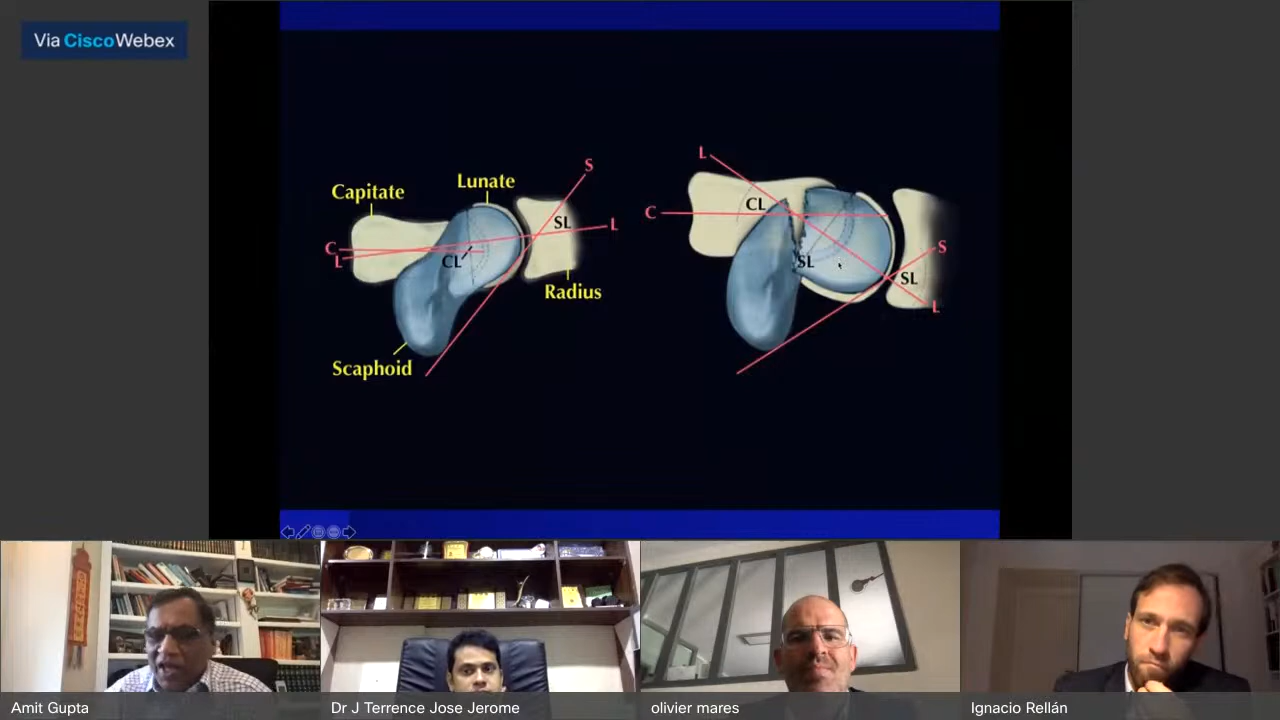 Via CiscoWebex
S
Lunate
Capitate
SL
L
C
L
CL
Radius
Scaphoid
L
CL
C
S
SL
SL
L
Amit Gupta
Dr J Terrence Jose Jerome
olivier mares
Ignacio Rellán